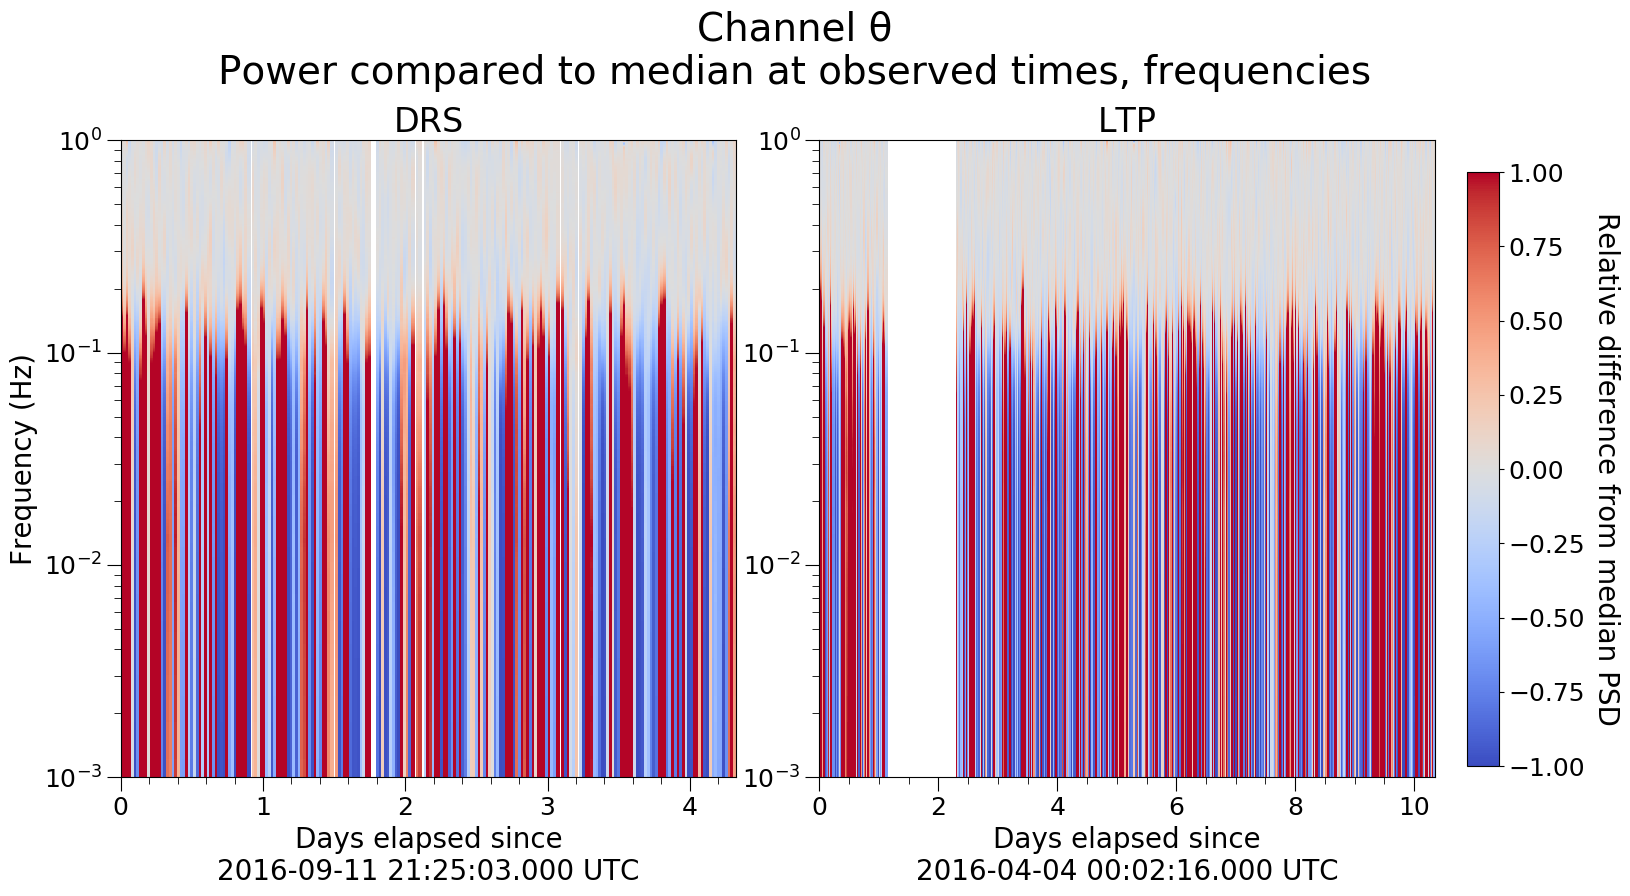 Channel θ
Power compared to median at observed times, frequencies
DRS
LTP
Frequency (Hz)
10⁰
10⁻¹
10⁻²
10⁻³
0 1 2 3 4
Days elapsed since
2016-09-11 21:25:03.000 UTC
10⁰
10⁻¹
10⁻²
10⁻³
0 2 4 6 8 10
Days elapsed since
2016-04-04 00:02:16.000 UTC
1.00
0.75
0.50
0.25
0.00
−0.25
−0.50
−0.75
−1.00
Relative difference from median PSD